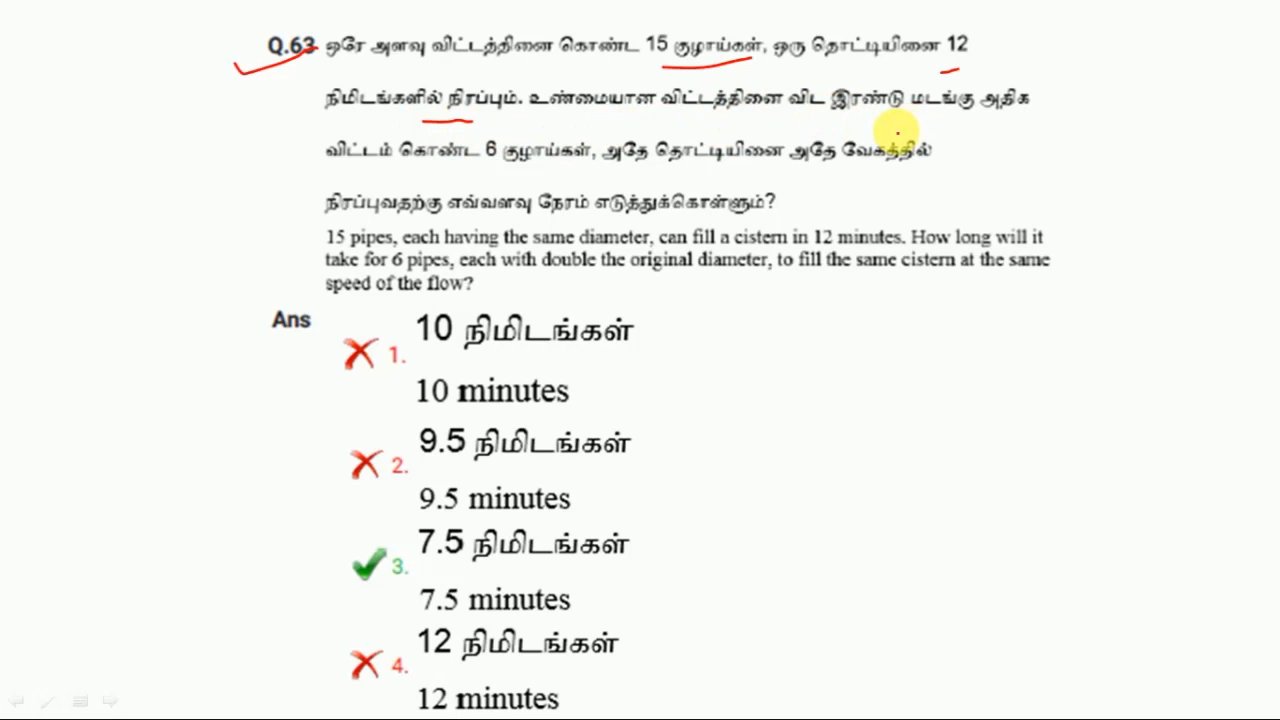 Q.63 ஒரே அளவு விட்டத்தினை கொண்ட 15 குழாய்கள், ஒரு தொட்டியினை 12
நிமிடங்களில் நிரப்பும். உண்மையான விட்டத்தினை விட இரண்டு மடங்கு அதிக
விட்டம் கொண்ட 6 குழாய்கள், அதே தொட்டியினை அதே வேகத்தில்
நிரப்புவதற்கு எவ்வளவு நேரம் எடுத்துக்கொள்ளும்?
15 pipes, each having the same diameter, can fill a cistern in 12 minutes. How long will it
take for 6 pipes, each with double the original diameter, to fill the same cistern at the same
speed of the flow?
Ans
10 நிமிடங்கள்
1.
10 minutes
9.5 நிமிடங்கள்
2.
9.5 minutes
7.5 நிமிடங்கள்
3.
7.5 minutes
12 நிமிடங்கள்
4.
12 minutes